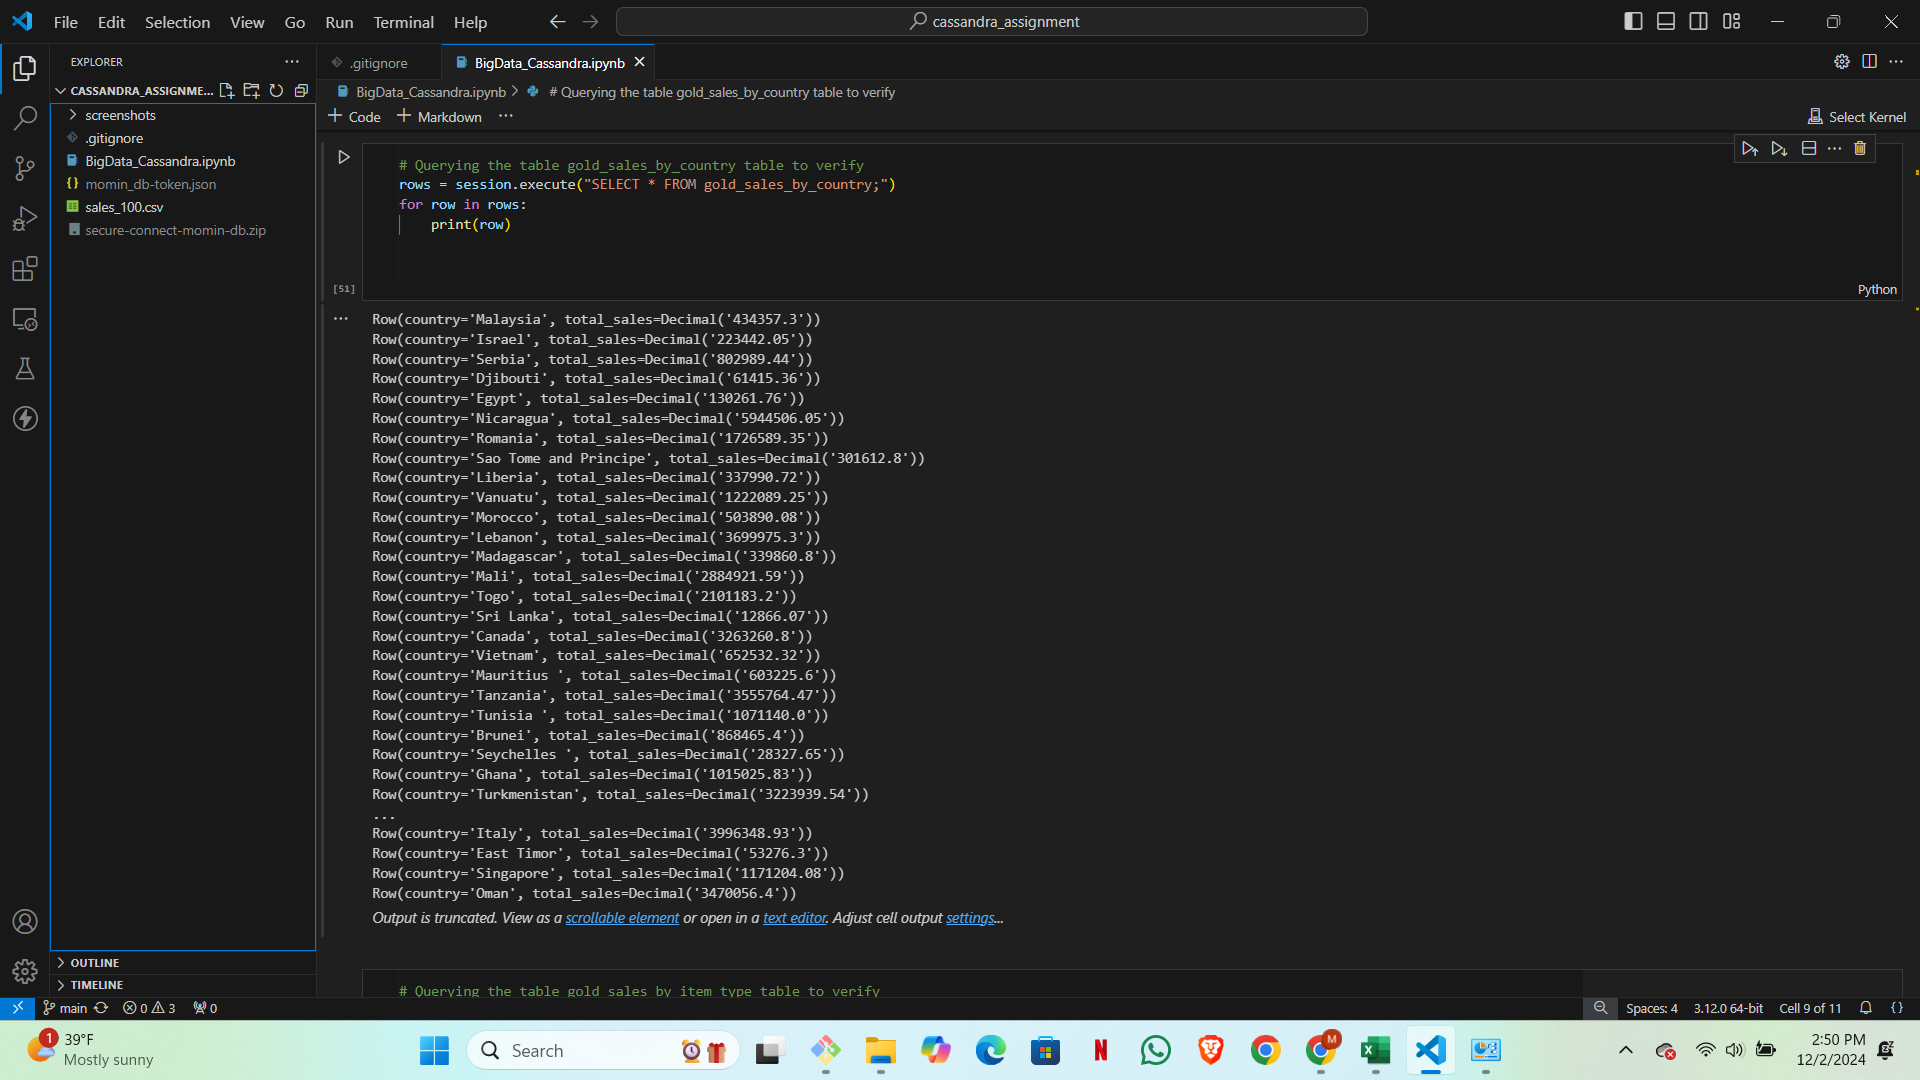 File Edit Selection View Go Run Terminal Help
cassandra_assignment
EXPLORER
CASSANDRA_ASSIGNME...
screenshots
.gitignore
BigData_Cassandra.ipynb
momin_db-token.json
sales_100.csv
secure-connect-momin-db.zip
OUTLINE
TIMELINE
.gitignore
BigData_Cassandra.ipynb
BigData_Cassandra.ipynb > # Querying the table gold_sales_by_country table to verify
+ Code + Markdown ...
Select Kernel
# Querying the table gold_sales_by_country table to verify
rows = session.execute("SELECT * FROM gold_sales_by_country;")
for row in rows:
print(row)
[51]
Python
Row(country='Malaysia', total_sales=Decimal('434357.3'))
Row(country='Israel', total_sales=Decimal('223442.05'))
Row(country='Serbia', total_sales=Decimal('802989.44'))
Row(country='Djibouti', total_sales=Decimal('61415.36'))
Row(country='Egypt', total_sales=Decimal('130261.76'))
Row(country='Nicaragua', total_sales=Decimal('5944506.05'))
Row(country='Romania', total_sales=Decimal('1726589.35'))
Row(country='Sao Tome and Principe', total_sales=Decimal('301612.8'))
Row(country='Liberia', total_sales=Decimal('337990.72'))
Row(country='Vanuatu', total_sales=Decimal('1222089.25'))
Row(country='Morocco', total_sales=Decimal('503890.08'))
Row(country='Lebanon', total_sales=Decimal('3699975.3'))
Row(country='Madagascar', total_sales=Decimal('339860.8'))
Row(country='Mali', total_sales=Decimal('2884921.59'))
Row(country='Togo', total_sales=Decimal('2101183.2'))
Row(country='Sri Lanka', total_sales=Decimal('12866.07'))
Row(country='Canada', total_sales=Decimal('3263260.8'))
Row(country='Vietnam', total_sales=Decimal('652532.32'))
Row(country='Mauritius ', total_sales=Decimal('603225.6'))
Row(country='Tanzania', total_sales=Decimal('3555764.47'))
Row(country='Tunisia ', total_sales=Decimal('1071140.0'))
Row(country='Brunei', total_sales=Decimal('868465.4'))
Row(country='Seychelles ', total_sales=Decimal('28327.65'))
Row(country='Ghana', total_sales=Decimal('1015025.83'))
Row(country='Turkmenistan', total_sales=Decimal('3223939.54'))
...
Row(country='Italy', total_sales=Decimal('3996348.93'))
Row(country='East Timor', total_sales=Decimal('53276.3'))
Row(country='Singapore', total_sales=Decimal('1171204.08'))
Row(country='Oman', total_sales=Decimal('3470056.4'))
Output is truncated. View as a scrollable element or open in a text editor. Adjust cell output settings...
# Querying the table gold_sales_by_item_type table to verify
main 0 3 0
Spaces: 4 3.12.0 64-bit Cell 9 of 11
1
39°F
Mostly sunny
Search
M
2:50 PM
12/2/2024